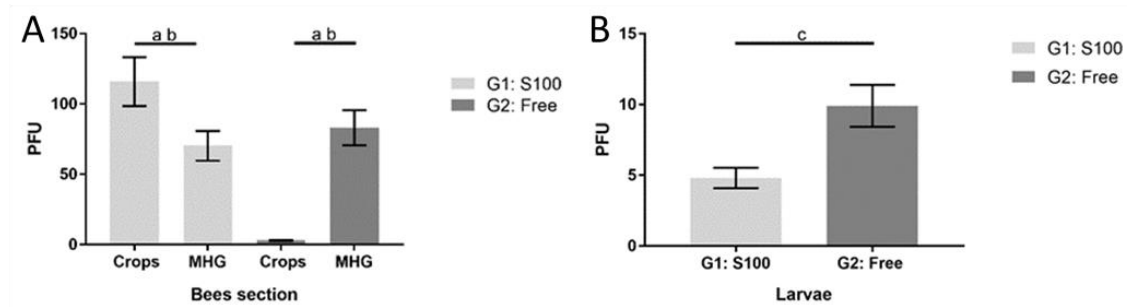 A
150
100
50
0
PFU
a b
a b
Crops
MHG
Crops
MHG
Bees section
G1: S100
G2: Free
B
15
10
5
0
PFU
c
G1: S100
G2: Free
Larvae
G1: S100
G2: Free